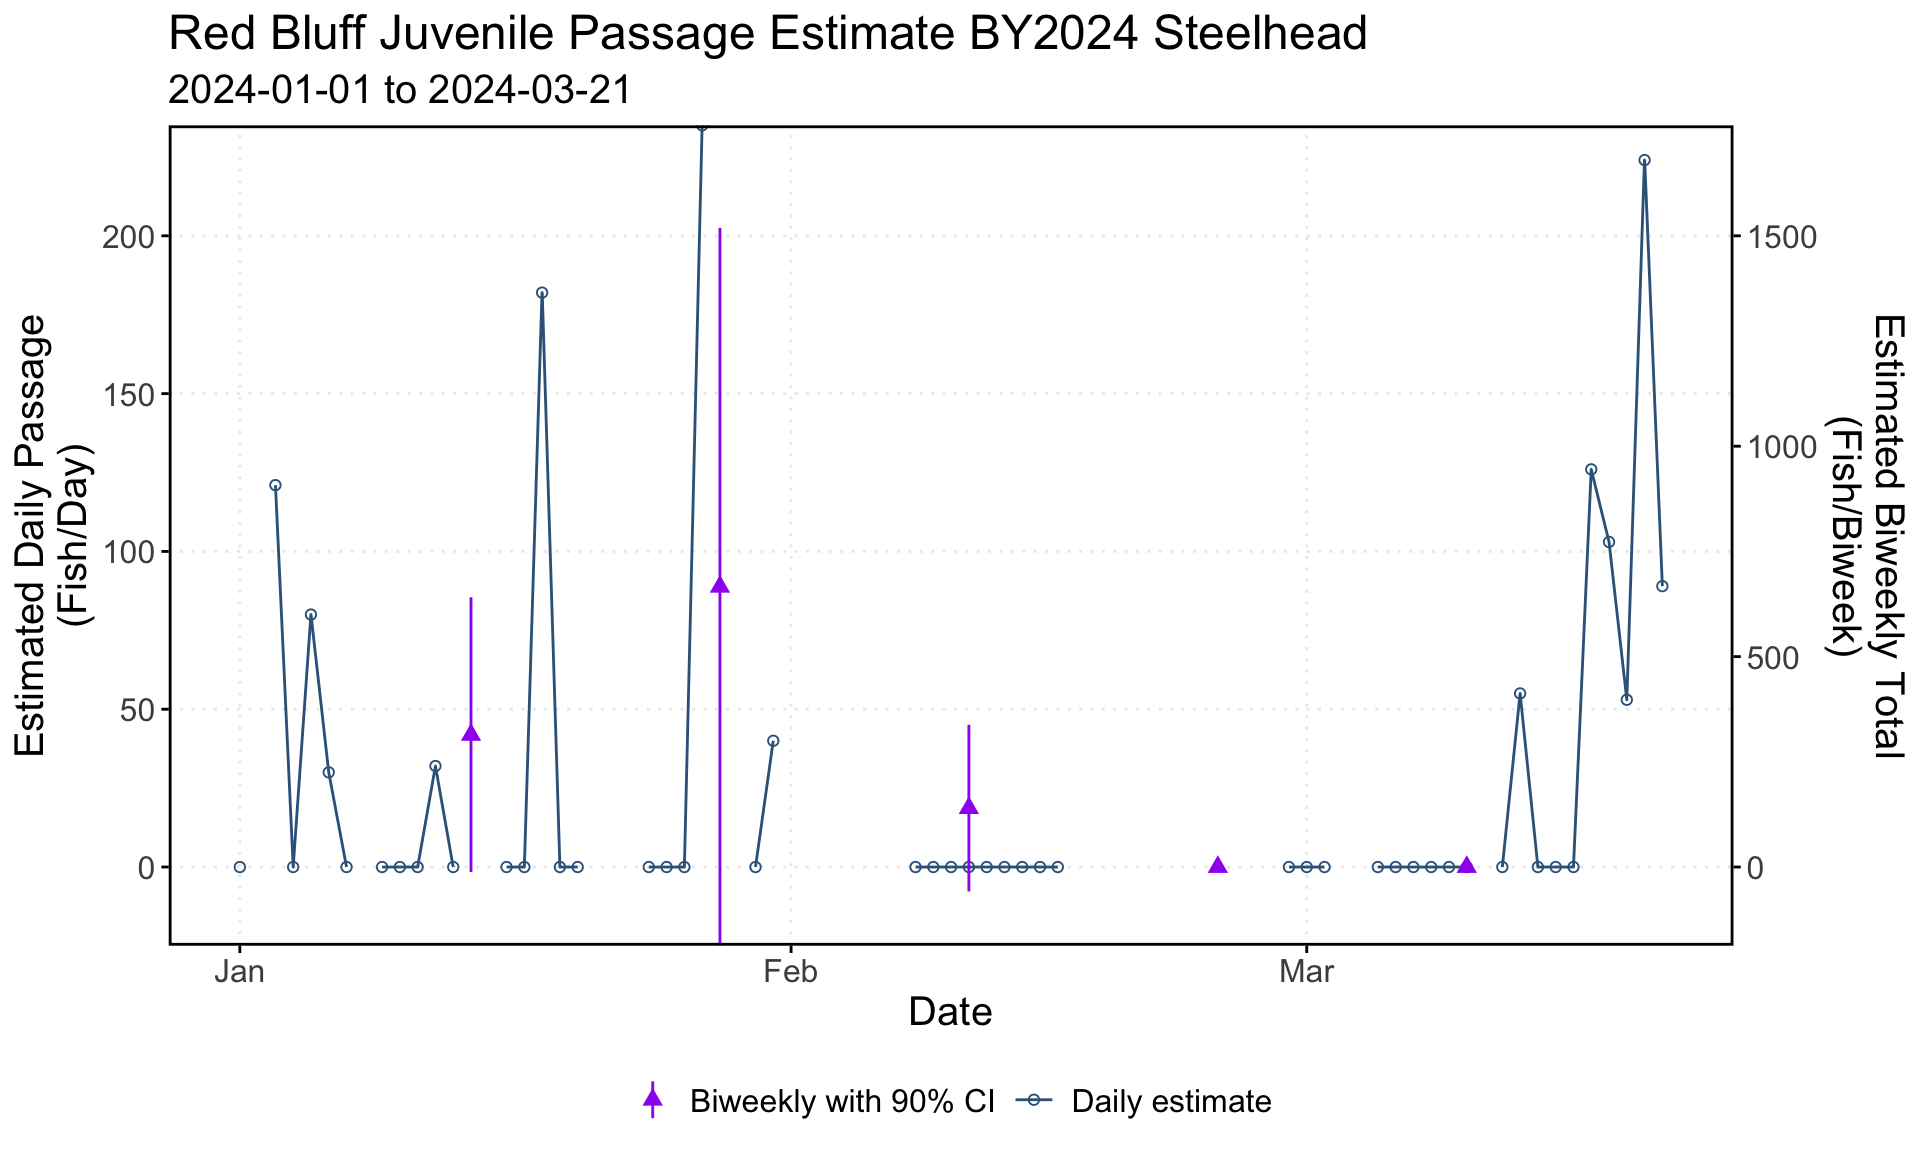 Red Bluff Juvenile Passage Estimate BY2024 Steelhead
2024-01-01 to 2024-03-21
Estimated Daily Passage
(Fish/Day)
200
150
100
50
0
1500
1000
500
0
Estimated Biweekly Total
(Fish/Biweek)
Jan
Feb
Mar
Date
Biweekly with 90% CI
Daily estimate